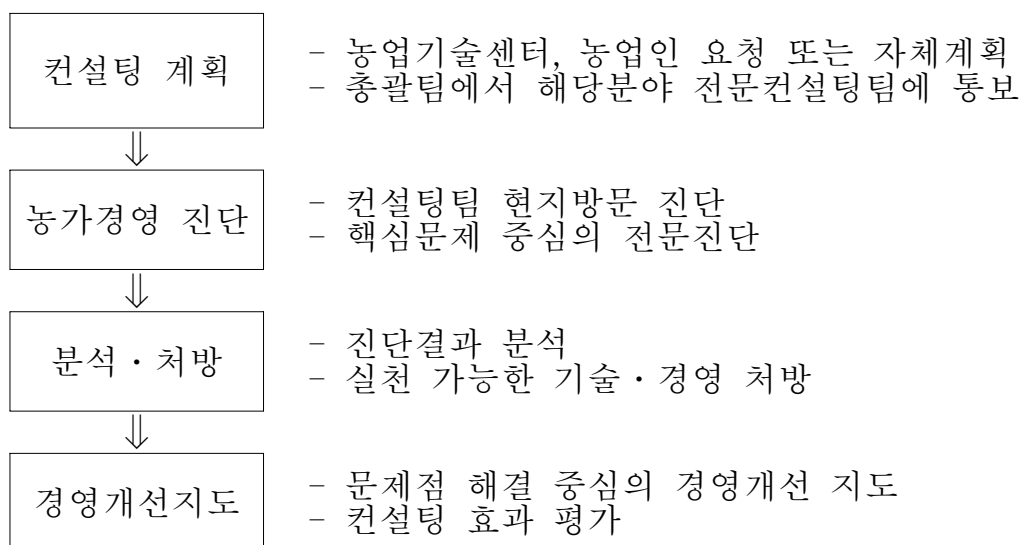 컨설팅 계획
- 농업기술센터, 농업인 요청 또는 자체계획
- 총괄팀에서 해당분야 전문컨설팅팀에 통보
⇓
농가경영 진단
- 컨설팅팀 현지방문 진단
- 핵심문제 중심의 전문진단
⇓
분석・처방
- 진단결과 분석
- 실천 가능한 기술・경영 처방
⇓
경영개선지도
- 문제점 해결 중심의 경영개선 지도
- 컨설팅 효과 평가